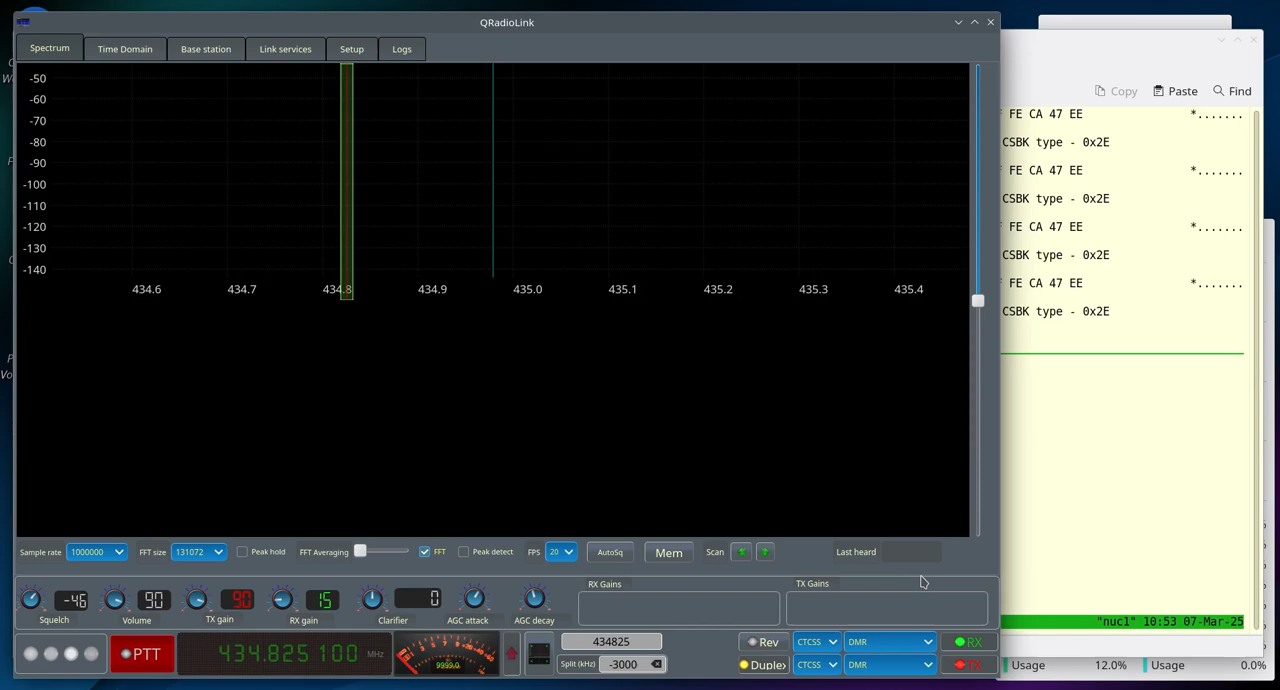 QRadioLink
Spectrum
Time Domain
Base station
Link services
Setup
Logs
-50
-60
-70
-80
-90
-100
-110
-120
-130
-140
434.6
434.7
434.8
434.9
435.0
435.1
435.2
435.3
435.4
Copy
Paste
Find
FE CA 47 EE *.......
CSBK type - 0x2E
FE CA 47 EE *.......
CSBK type - 0x2E
FE CA 47 EE *.......
CSBK type - 0x2E
FE CA 47 EE *.......
CSBK type - 0x2E
"nuc1" 10:53 07-Mar-25
Usage 12.0% Usage 0.0%
Sample rate 1000000 FFT size 131072 Peak hold FFT Averaging FFT Peak detect FPS 20 AutoSq Mem Scan Last heard
-46 90 90 15 0
Squelch Volume TX gain RX gain Clarifier AGC attack AGC decay
RX Gains
TX Gains
PTT
434.825 100 MHz
9999.0
434825
Split (kHz) -3000
Rev CTCSS DMR RX
Duplex CTCSS DMR TX